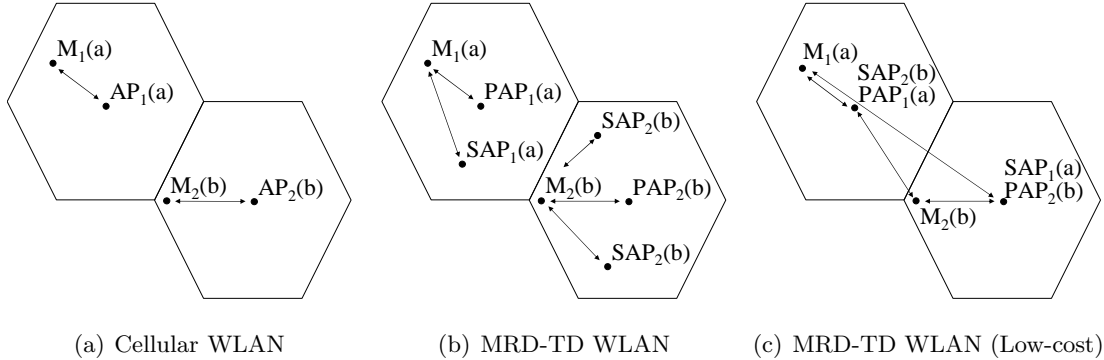 M₁(a)
AP₁(a)
M₂(b)
AP₂(b)
(a) Cellular WLAN
M₁(a)
PAP₁(a)
SAP₁(a)
SAP₂(b)
M₂(b)
PAP₂(b)
SAP₂(b)
(b) MRD-TD WLAN
M₁(a)
SAP₂(b)
PAP₁(a)
SAP₁(a)
PAP₂(b)
M₂(b)
(c) MRD-TD WLAN (Low-cost)